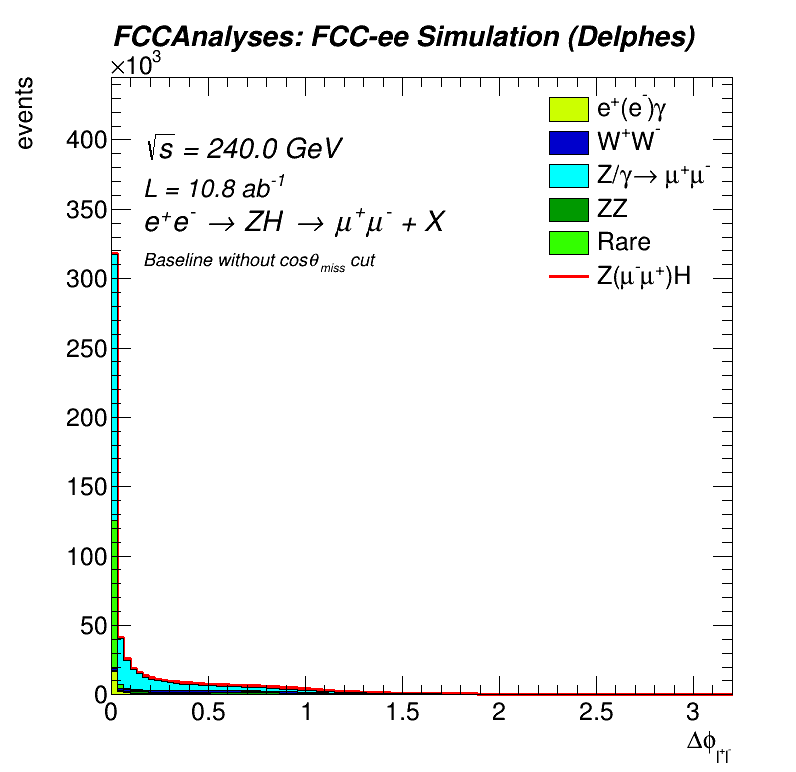 FCCAnalyses: FCC-ee Simulation (Delphes)
×10³
events
√s = 240.0 GeV
L = 10.8 ab⁻¹
e⁺e⁻ → ZH → μ⁺μ⁻ + X
Baseline without cosθ_miss cut
e⁺(e⁻)γ
W⁺W⁻
Z/γ→ μ⁺μ⁻
ZZ
Rare
Z(μ⁻μ⁺)H
400
350
300
250
200
150
100
50
0
0 0.5 1 1.5 2 2.5 3
Δϕ_l⁺l⁻